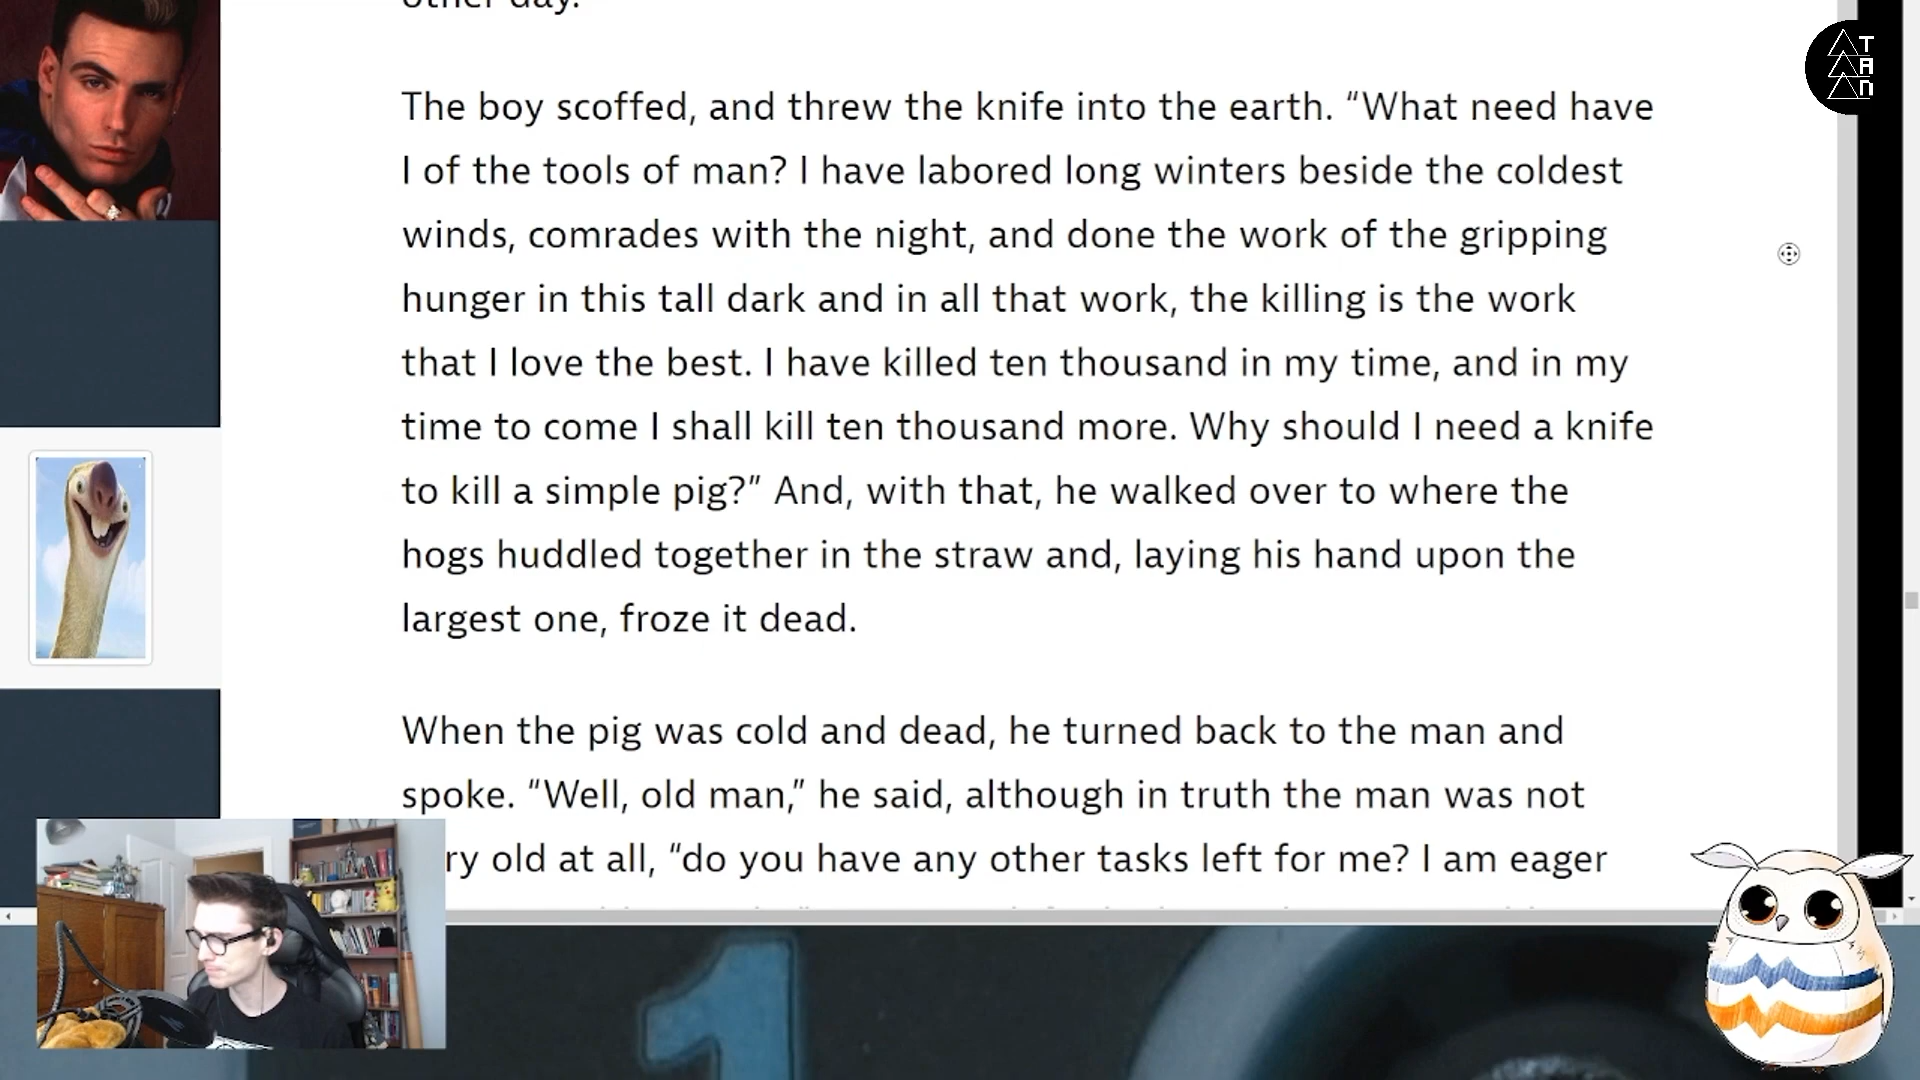 other day.
The boy scoffed, and threw the knife into the earth. “What need have
I of the tools of man? I have labored long winters beside the coldest
winds, comrades with the night, and done the work of the gripping
hunger in this tall dark and in all that work, the killing is the work
that I love the best. I have killed ten thousand in my time, and in my
time to come I shall kill ten thousand more. Why should I need a knife
to kill a simple pig?” And, with that, he walked over to where the
hogs huddled together in the straw and, laying his hand upon the
largest one, froze it dead.
When the pig was cold and dead, he turned back to the man and
spoke. “Well, old man,” he said, although in truth the man was not
ry old at all, “do you have any other tasks left for me? I am eager
TAN
1